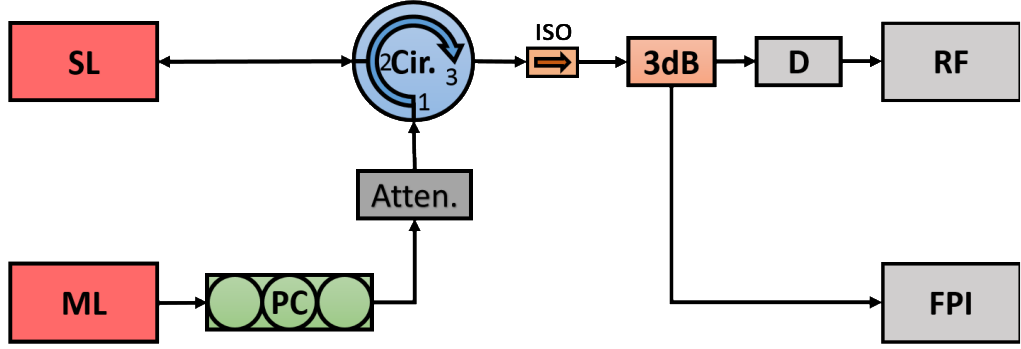 ISO
SL
2
Cir.
3
1
3dB
D
RF
Atten.
ML
PC
FPI